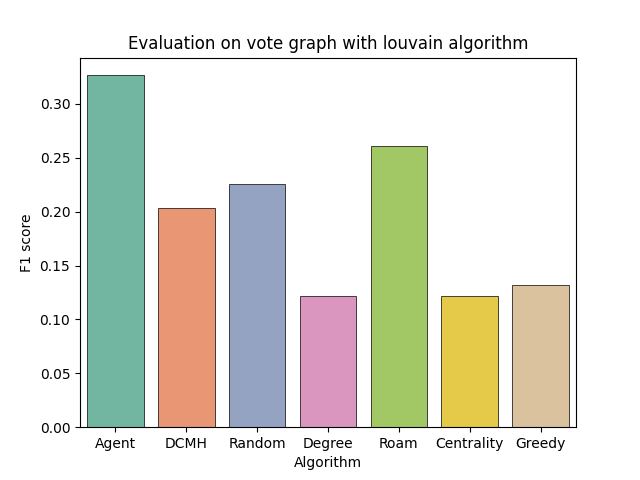 Evaluation on vote graph with louvain algorithm
F1 score
0.30
0.25
0.20
0.15
0.10
0.05
0.00
Agent DCMH Random Degree Roam Centrality Greedy
Algorithm